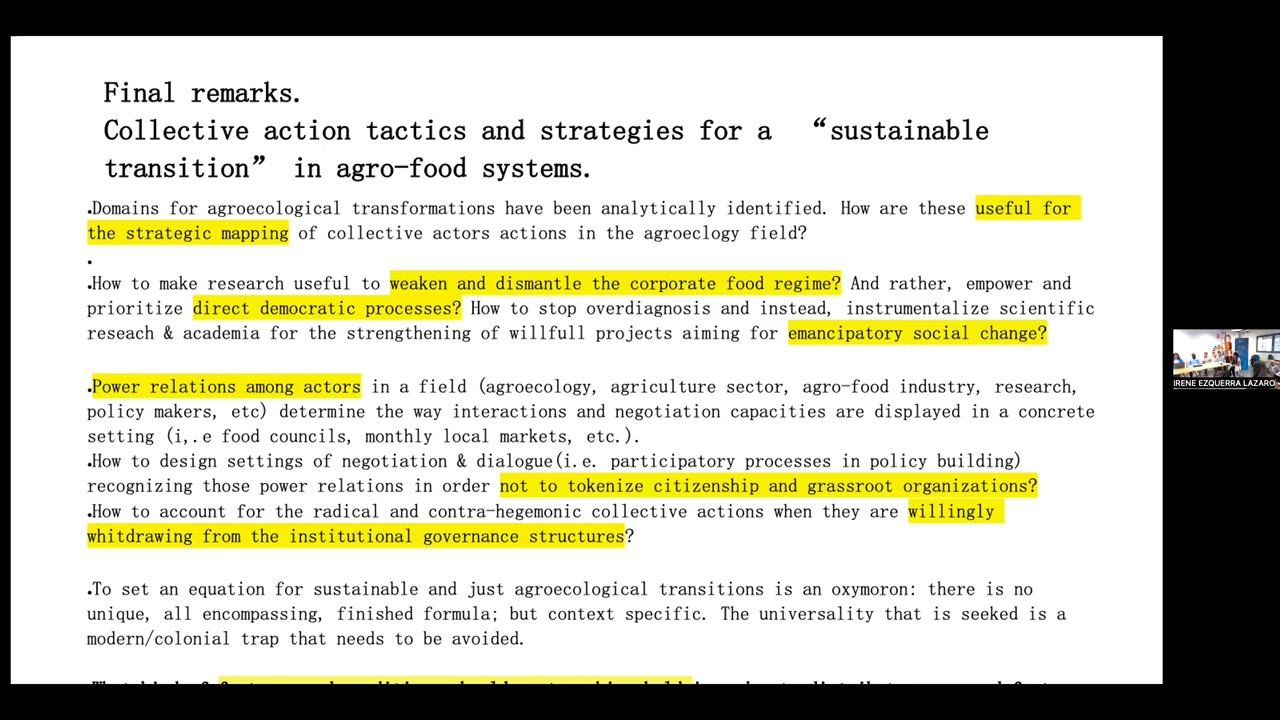 Final remarks.
Collective action tactics and strategies for a “sustainable
transition” in agro-food systems.
•Domains for agroecological transformations have been analytically identified. How are these useful for
the strategic mapping of collective actors actions in the agroeclogy field?
•
•How to make research useful to weaken and dismantle the corporate food regime? And rather, empower and
prioritize direct democratic processes? How to stop overdiagnosis and instead, instrumentalize scientific
reseach & academia for the strengthening of willfull projects aiming for emancipatory social change?
•Power relations among actors in a field (agroecology, agriculture sector, agro-food industry, research,
policy makers, etc) determine the way interactions and negotiation capacities are displayed in a concrete
setting (i,.e food councils, monthly local markets, etc.).
•How to design settings of negotiation & dialogue(i.e. participatory processes in policy building)
recognizing those power relations in order not to tokenize citizenship and grassroot organizations?
•How to account for the radical and contra-hegemonic collective actions when they are willingly
whitdrawing from the institutional governance structures?
•To set an equation for sustainable and just agroecological transitions is an oxymoron: there is no
unique, all encompassing, finished formula; but context specific. The universality that is seeked is a
modern/colonial trap that needs to be avoided.
IRENE EZQUERRA LAZARO